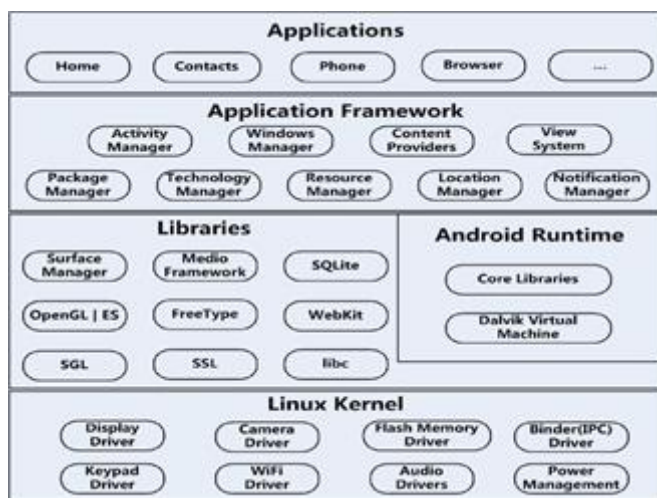 Applications
Home Contacts Phone Browser ...
Application Framework
Activity Manager Windows Manager Content Providers View System
Package Manager Technology Manager Resource Manager Location Manager Notification Manager
Libraries
Surface Manager Medio Framework SQLite
OpenGL | ES FreeType WebKit
SGL SSL libc
Android Runtime
Core Libraries
Dalvik Virtual Machine
Linux Kernel
Display Driver Camera Driver Flash Memory Driver Binder(IPC) Driver
Keypad Driver WiFi Driver Audio Drivers Power Management